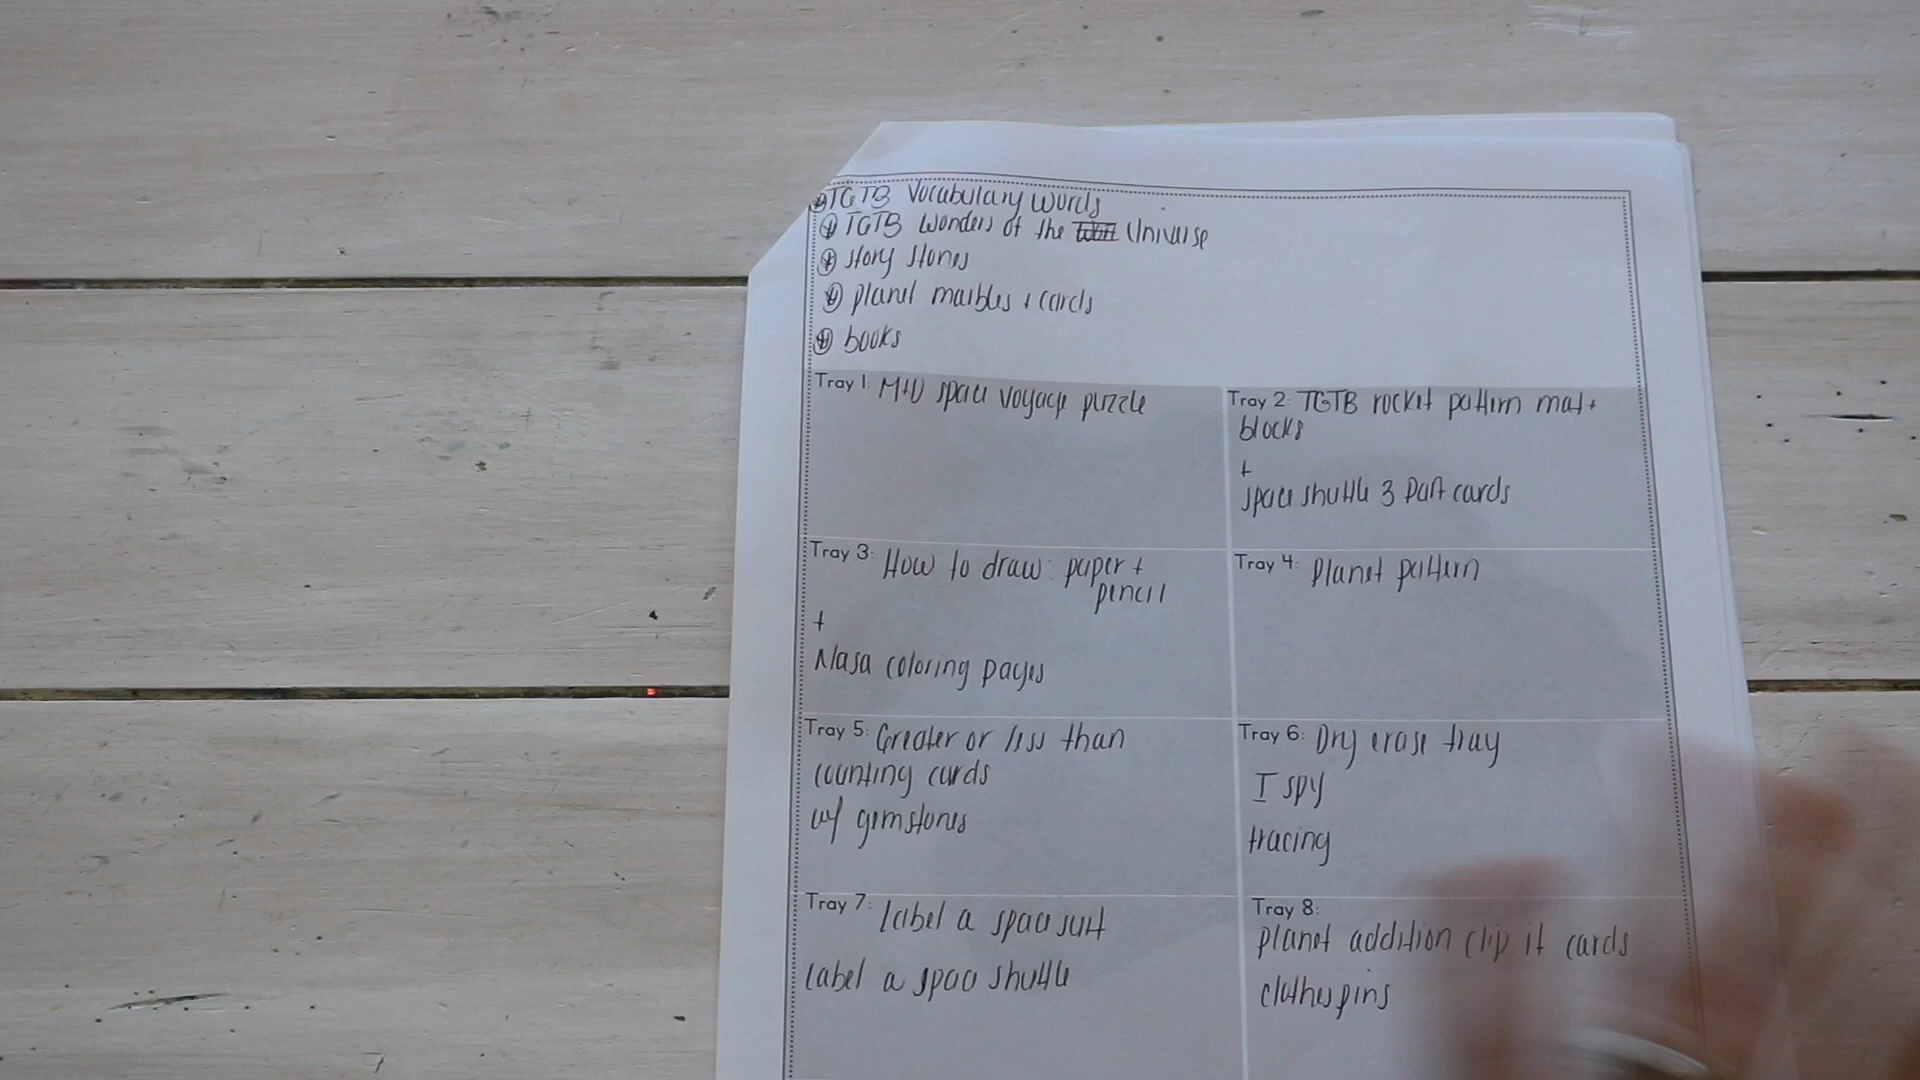 TGTB Vocabulary Words
TGTB Wonders of the Universe
story stones
planet marbles + cards
books
Tray 1: M+D space voyage puzzle
Tray 2: TGTB rocket pattern mat +
blocks
+
space shuttle 3 Part cards
Tray 3: How to draw: paper +
pencil
+
Nasa coloring pages
Tray 4: Planet pattern
Tray 5: Greater or less than
counting cards
w/ gemstones
Tray 6: Dry erase tray
I spy
tracing
Tray 7: Label a space suit
Label a space shuttle
Tray 8:
planet addition clip it cards
clothespins